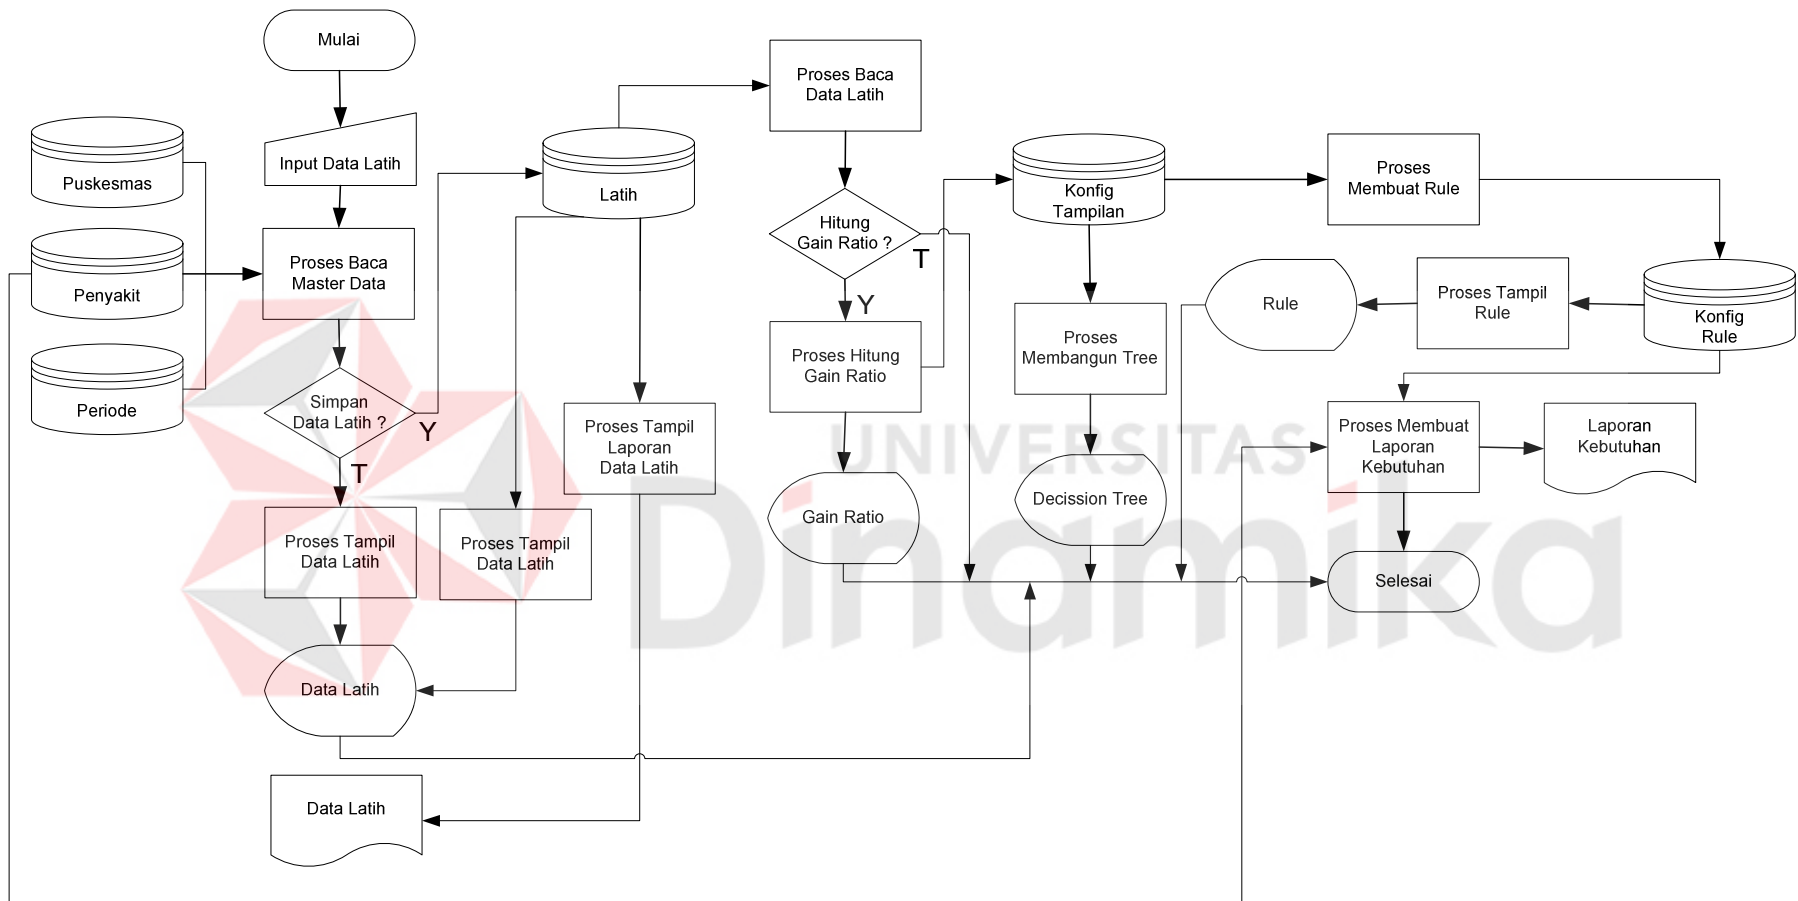 Mulai
Input Data Latih
Puskesmas
Penyakit
Periode
Proses Baca
Master Data
Simpan
Data Latih ?
Y
T
Proses Tampil
Data Latih
Data Latih
Data Latih
Latih
Proses Tampil
Data Latih
Proses Tampil
Laporan
Data Latih
Proses Baca
Data Latih
Hitung
Gain Ratio ?
T
Y
Proses Hitung
Gain Ratio
Gain Ratio
Konfig
Tampilan
Proses
Membangun Tree
Decission Tree
Proses
Membuat Rule
Konfig
Rule
Proses Tampil
Rule
Rule
Proses Membuat
Laporan
Kebutuhan
Laporan
Kebutuhan
Selesai
UNIVERSITAS
Dinamika